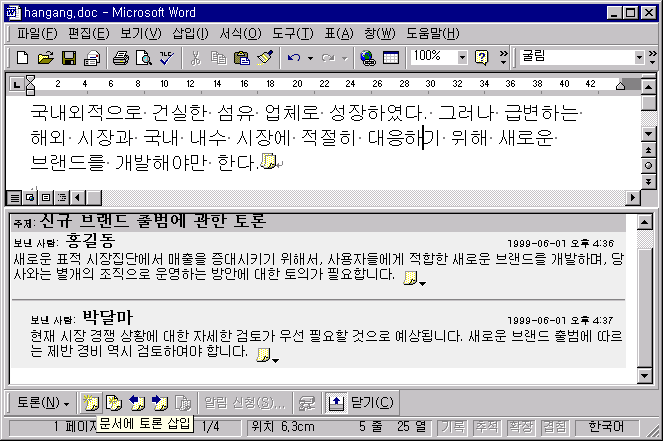 hangang.doc - Microsoft Word
파일(F) 편집(E) 보기(V) 삽입(I) 서식(O) 도구(T) 표(A) 창(W) 도움말(H)
100% 굴림
2 4 6 8 10 12 14 16 18 20 22 24 26 28 30 32 34 36 38 40 42
국내외적으로 건실한 섬유 업체로 성장하였다. 그러나 급변하는
해외 시장과 국내 내수 시장에 적절히 대응하기 위해 새로운
브랜드를 개발해야만 한다.
주제: 신규 브랜드 출범에 관한 토론
보낸 사람: 홍길동 1999-06-01 오후 4:36
새로운 표적 시장집단에서 매출을 증대시키기 위해서, 사용자들에게 적합한 새로운 브랜드를 개발하며, 당
사와는 별개의 조직으로 운영하는 방안에 대한 토의가 필요합니다.
보낸 사람: 박달마 1999-06-01 오후 4:37
현재 시장 경쟁 상황에 대한 자세한 검토가 우선 필요할 것으로 예상됩니다. 새로운 브랜드 출범에 따르
는 제반 경비 역시 검토하여야 합니다.
토론(N) 알림 신청(S)... 닫기(C)
문서에 토론 삽입
1 페이지 1/4 위치 6.3cm 5 줄 25 열 기록 추적 확장 겹침 한국어